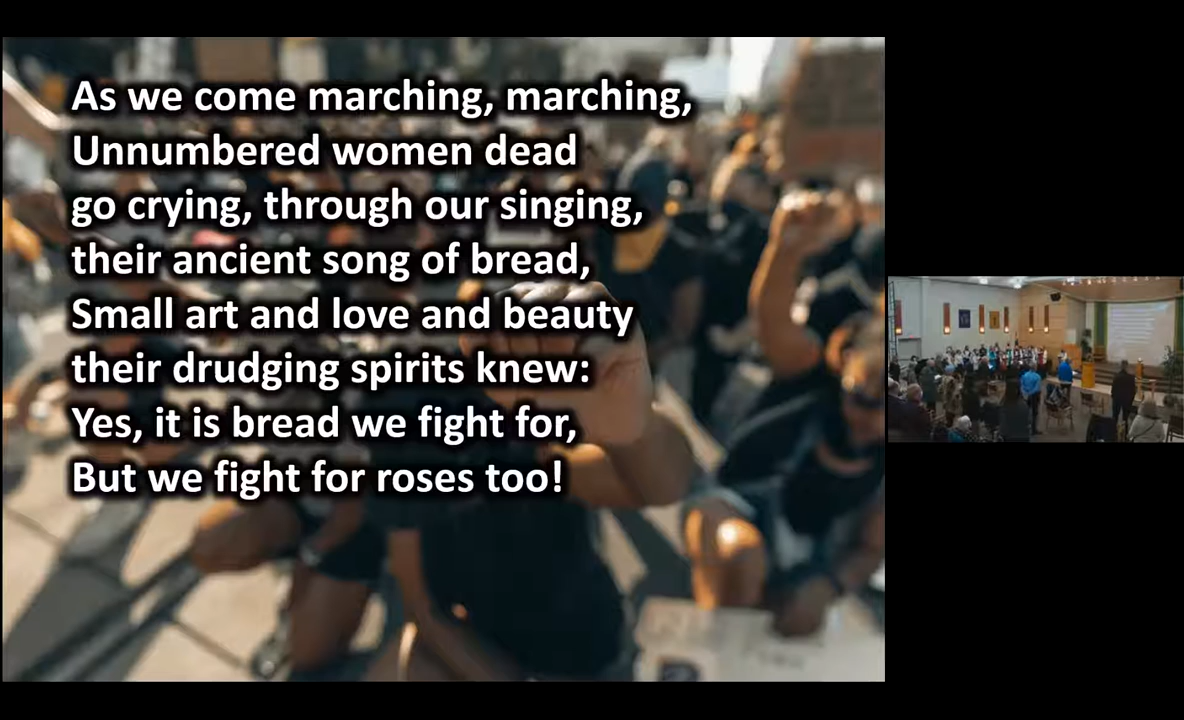 As we come marching, marching,
Unnumbered women dead
go crying, through our singing,
their ancient song of bread,
Small art and love and beauty
their drudging spirits knew:
Yes, it is bread we fight for,
But we fight for roses too!